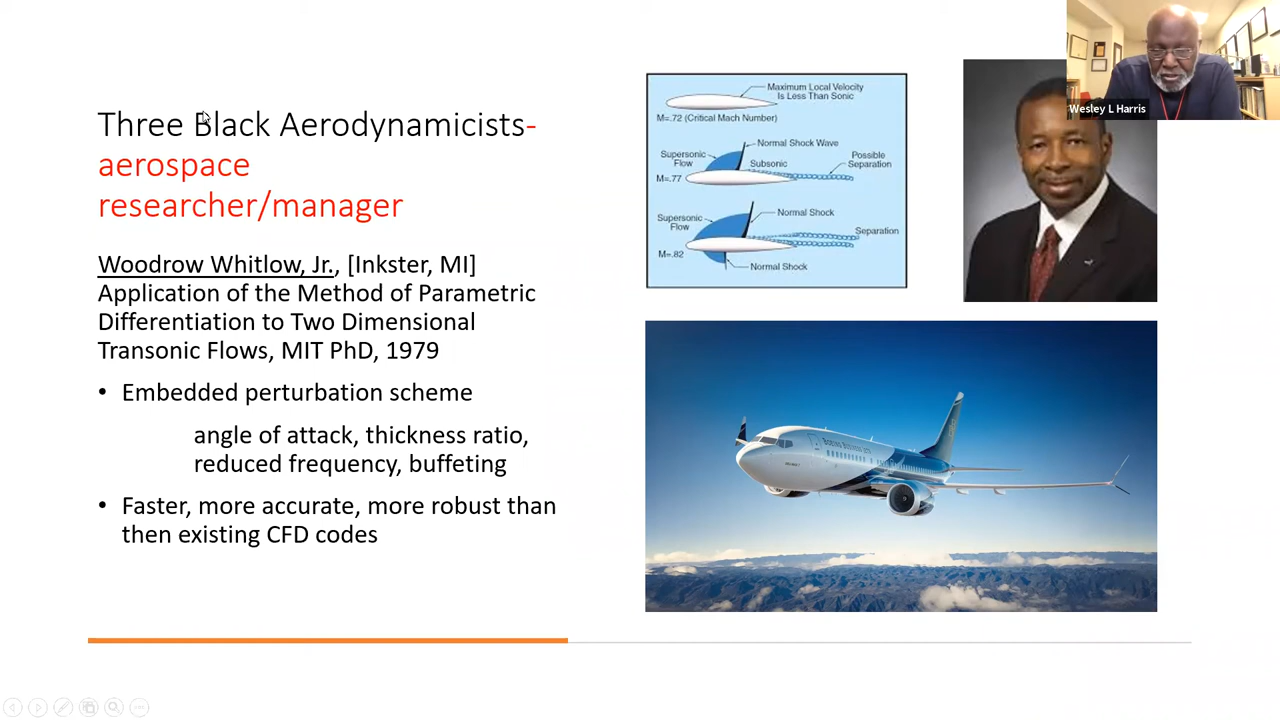 Three Black Aerodynamicists-
aerospace
researcher/manager
Woodrow Whitlow, Jr., [Inkster, MI]
Application of the Method of Parametric
Differentiation to Two Dimensional
Transonic Flows, MIT PhD, 1979
• Embedded perturbation scheme
angle of attack, thickness ratio,
reduced frequency, buffeting
• Faster, more accurate, more robust than
then existing CFD codes
Maximum Local Velocity
Is Less Than Sonic
M=.72 (Critical Mach Number)
Normal Shock Wave
Supersonic
Flow
Subsonic
Possible
Separation
M=.77
Supersonic
Flow
Normal Shock
Separation
M=.82
Normal Shock
Wesley L Harris
Boeing Business Jets